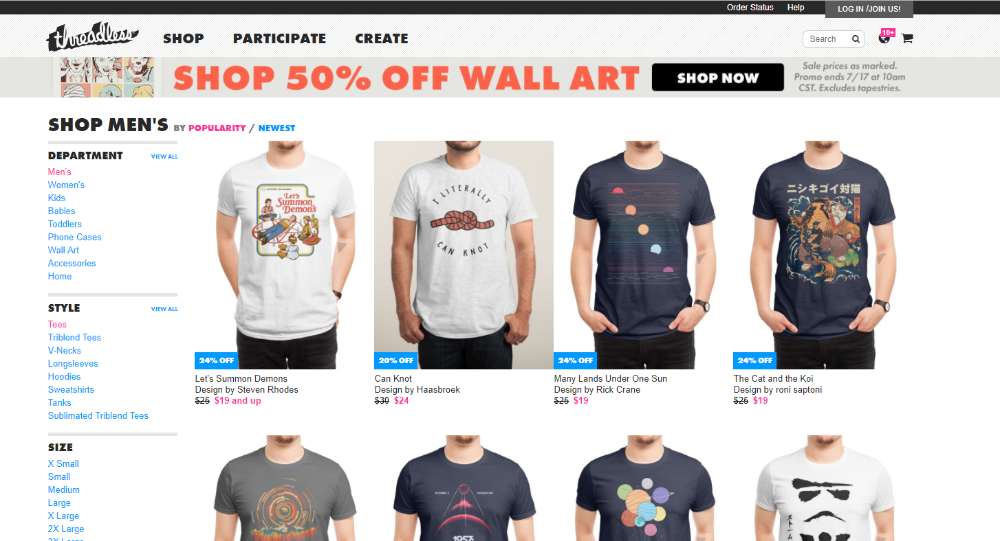 Order Status
Help
LOG IN /JOIN US!
threadless
SHOP
PARTICIPATE
CREATE
Search
10+
SHOP 50% OFF WALL ART
SHOP NOW
Sale prices as marked.
Promo ends 7/17 at 10am
CST. Excludes tapestries.
SHOP MEN'S BY POPULARITY / NEWEST
DEPARTMENT
VIEW ALL
Men's
Women's
Kids
Babies
Toddlers
Phone Cases
Wall Art
Accessories
Home
STYLE
VIEW ALL
Tees
Triblend Tees
V-Necks
Longsleeves
Hoodies
Sweatshirts
Tanks
Sublimated Triblend Tees
SIZE
X Small
Small
Medium
Large
X Large
2X Large
Let's
Summon
Demons
24% OFF
Let's Summon Demons
Design by Steven Rhodes
$25 $19 and up
I LITERALLY
CAN KNOT
20% OFF
Can Knot
Design by Haasbroek
$30 $24
24% OFF
Many Lands Under One Sun
Design by Rick Crane
$25 $19
ニシキゴイ対猫
24% OFF
The Cat and the Koi
Design by roni saptoni
$25 $19
OCTOBER 4
1957:
ストーム